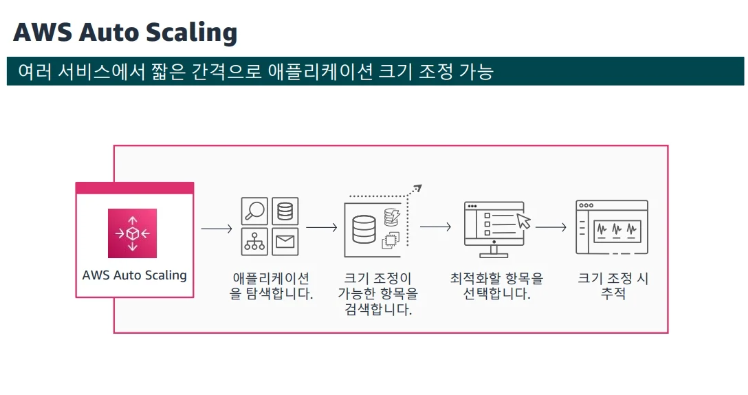 AWS Auto Scaling
여러 서비스에서 짧은 간격으로 애플리케이션 크기 조정 가능
AWS Auto Scaling
애플리케이션
을 탐색합니다.
크기 조정이
가능한 항목을
검색합니다.
최적화할 항목을
선택합니다.
크기 조정 시
추적